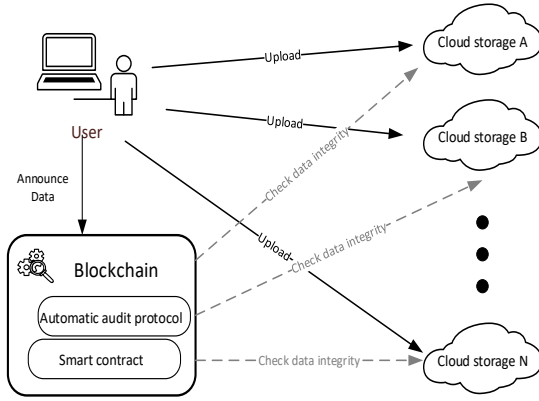 Cloud storage A
Upload
Upload
Cloud storage B
User
Check data integrity
Announce
Data
Upload
Check data integrity
Blockchain
Automatic audit protocol
Smart contract
Check data integrity
Cloud storage N